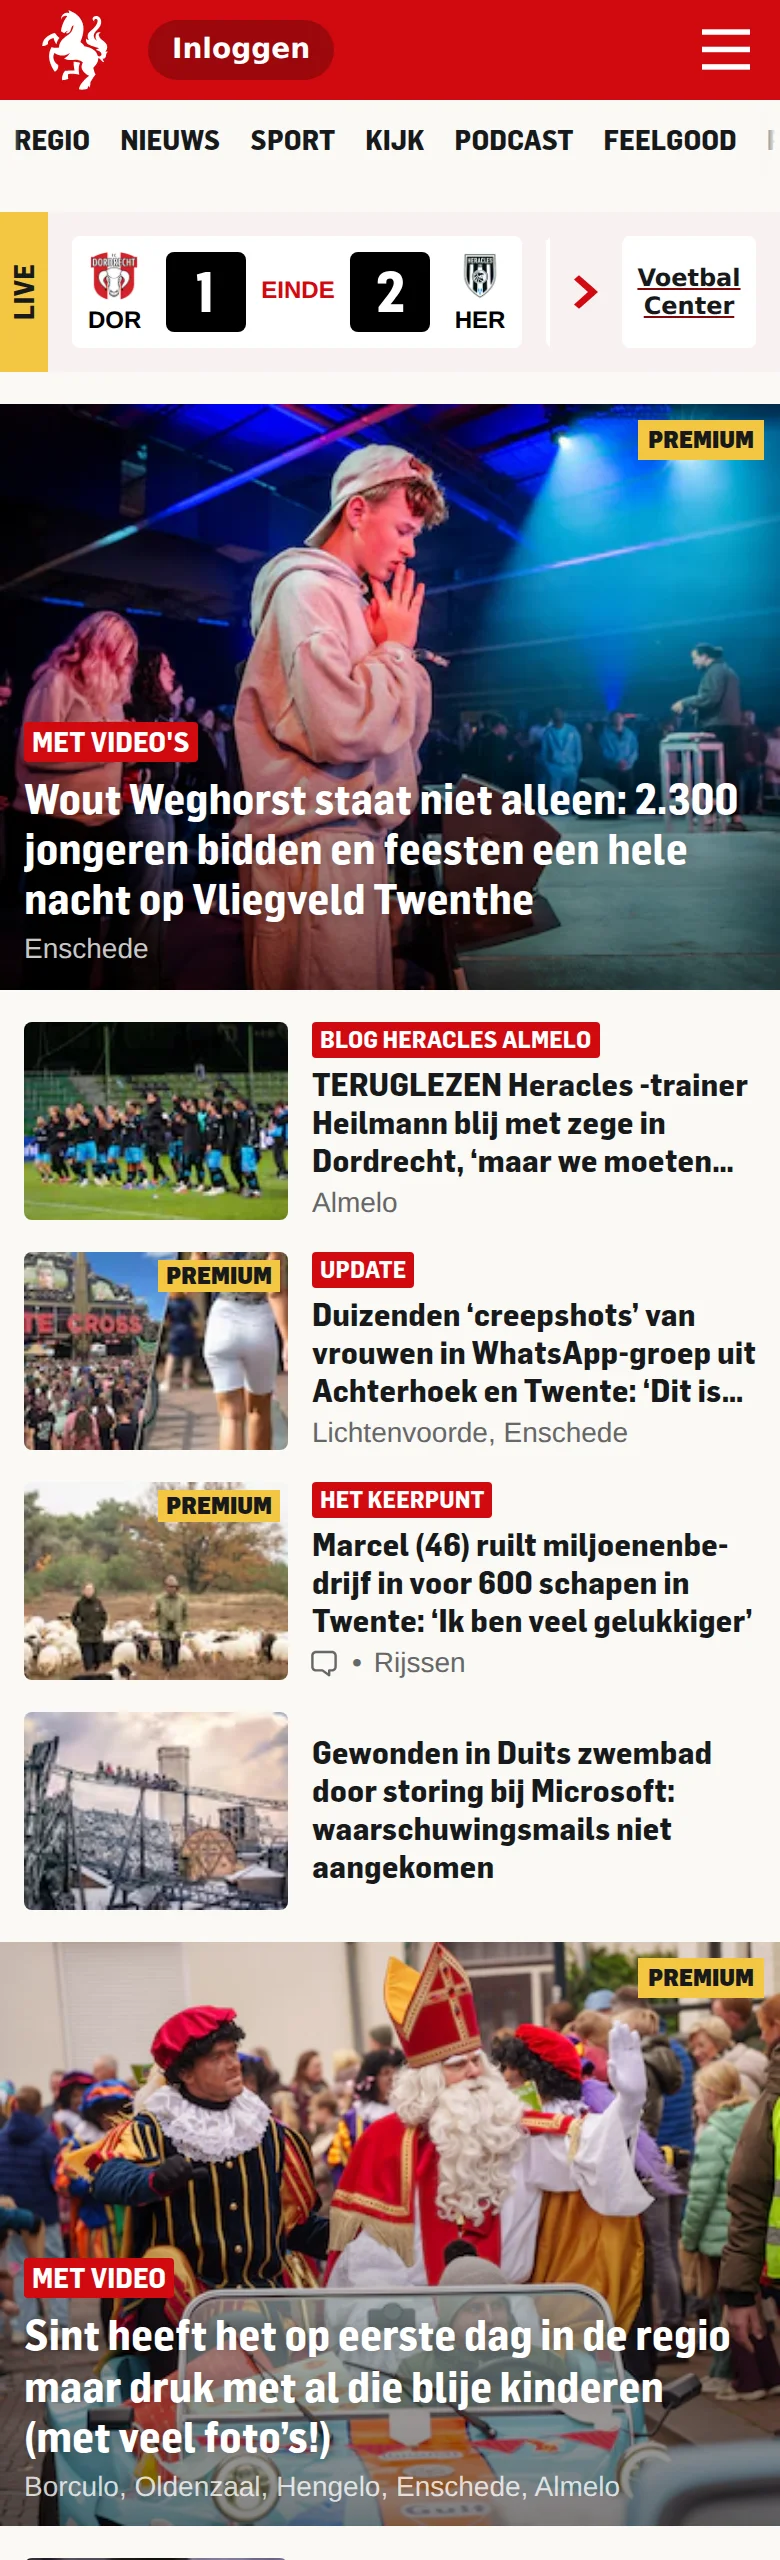 Inloggen
REGIO NIEUWS SPORT KIJK PODCAST FEELGOOD
LIVE
DORDRECHT
HERACLES
1 EINDE 2
DOR HER
Voetbal
Center
PREMIUM
MET VIDEO'S
Wout Weghorst staat niet alleen: 2.300
jongeren bidden en feesten een hele
nacht op Vliegveld Twenthe
Enschede
BLOG HERACLES ALMELO
TERUGLEZEN Heracles -trainer
Heilmann blij met zege in
Dordrecht, ‘maar we moeten...
Almelo
PREMIUM
TE CROSS
UPDATE
Duizenden ‘creepshots’ van
vrouwen in WhatsApp-groep uit
Achterhoek en Twente: ‘Dit is...
Lichtenvoorde, Enschede
PREMIUM
HET KEERPUNT
Marcel (46) ruilt miljoenenbe-
drijf in voor 600 schapen in
Twente: ‘Ik ben veel gelukkiger’
• Rijssen
Gewonden in Duits zwembad
door storing bij Microsoft:
waarschuwingsmails niet
aangekomen
PREMIUM
MET VIDEO
Sint heeft het op eerste dag in de regio
maar druk met al die blije kinderen
(met veel foto’s!)
Borculo, Oldenzaal, Hengelo, Enschede, Almelo
Gulf